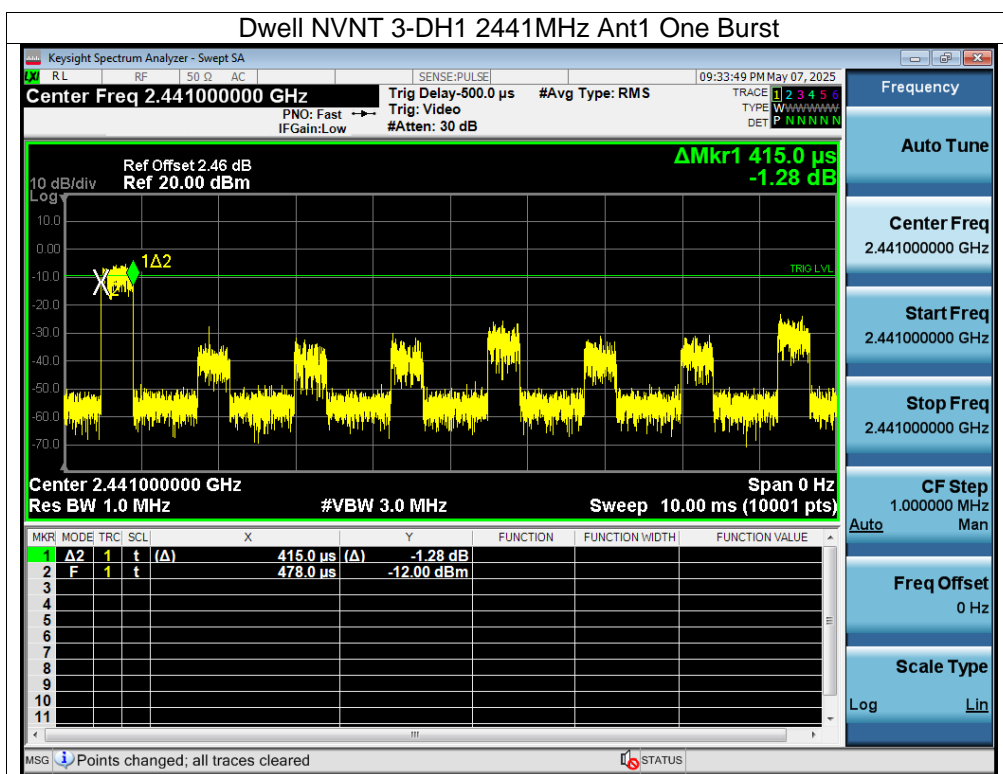 Dwell NVNT 3-DH1 2441MHz Ant1 One Burst
Keysight Spectrum Analyzer - Swept SA
LXI RL RF 50 Ω AC SENSE:PULSE 09:33:49 PM May 07, 2025
Center Freq 2.441000000 GHz
PNO: Fast
IFGain:Low
Trig Delay-500.0 µs
Trig: Video
#Atten: 30 dB
#Avg Type: RMS
TRACE 1 2 3 4 5 6
TYPE WWWWWWW
DET P N N N N N
ΔMkr1 415.0 µs
-1.28 dB
Ref Offset 2.46 dB
10 dB/div Ref 20.00 dBm
Log
10.0
0.00
-10.0
-20.0
-30.0
-40.0
-50.0
-60.0
-70.0
1Δ2
2
TRIG LVL
Center 2.441000000 GHz Span 0 Hz
Res BW 1.0 MHz #VBW 3.0 MHz Sweep 10.00 ms (10001 pts)
MKR MODE TRC SCL X Y FUNCTION FUNCTION WIDTH FUNCTION VALUE
1 Δ2 1 t (Δ) 415.0 µs (Δ) -1.28 dB
2 F 1 t 478.0 µs -12.00 dBm
3
4
5
6
7
8
9
10
11
MSG Points changed; all traces cleared STATUS
Frequency
Auto Tune
Center Freq
2.441000000 GHz
Start Freq
2.441000000 GHz
Stop Freq
2.441000000 GHz
CF Step
1.000000 MHz
Auto Man
Freq Offset
0 Hz
Scale Type
Log Lin